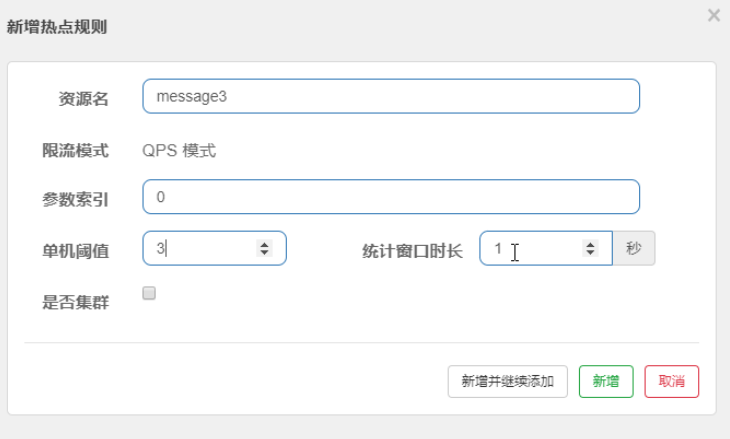 新增热点规则
×
资源名 message3
限流模式 QPS 模式
参数索引 0
单机阈值 3 统计窗口时长 1 秒
是否集群
新增并继续添加 新增 取消